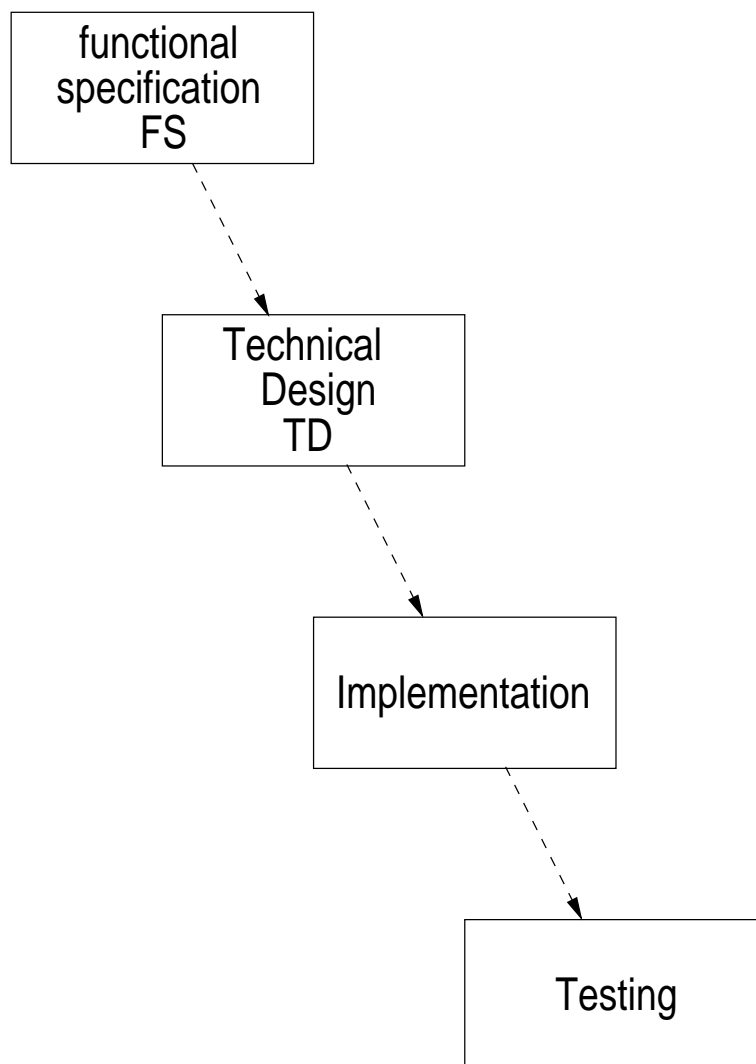 functional
specification
FS
Technical
Design
TD
Implementation
Testing